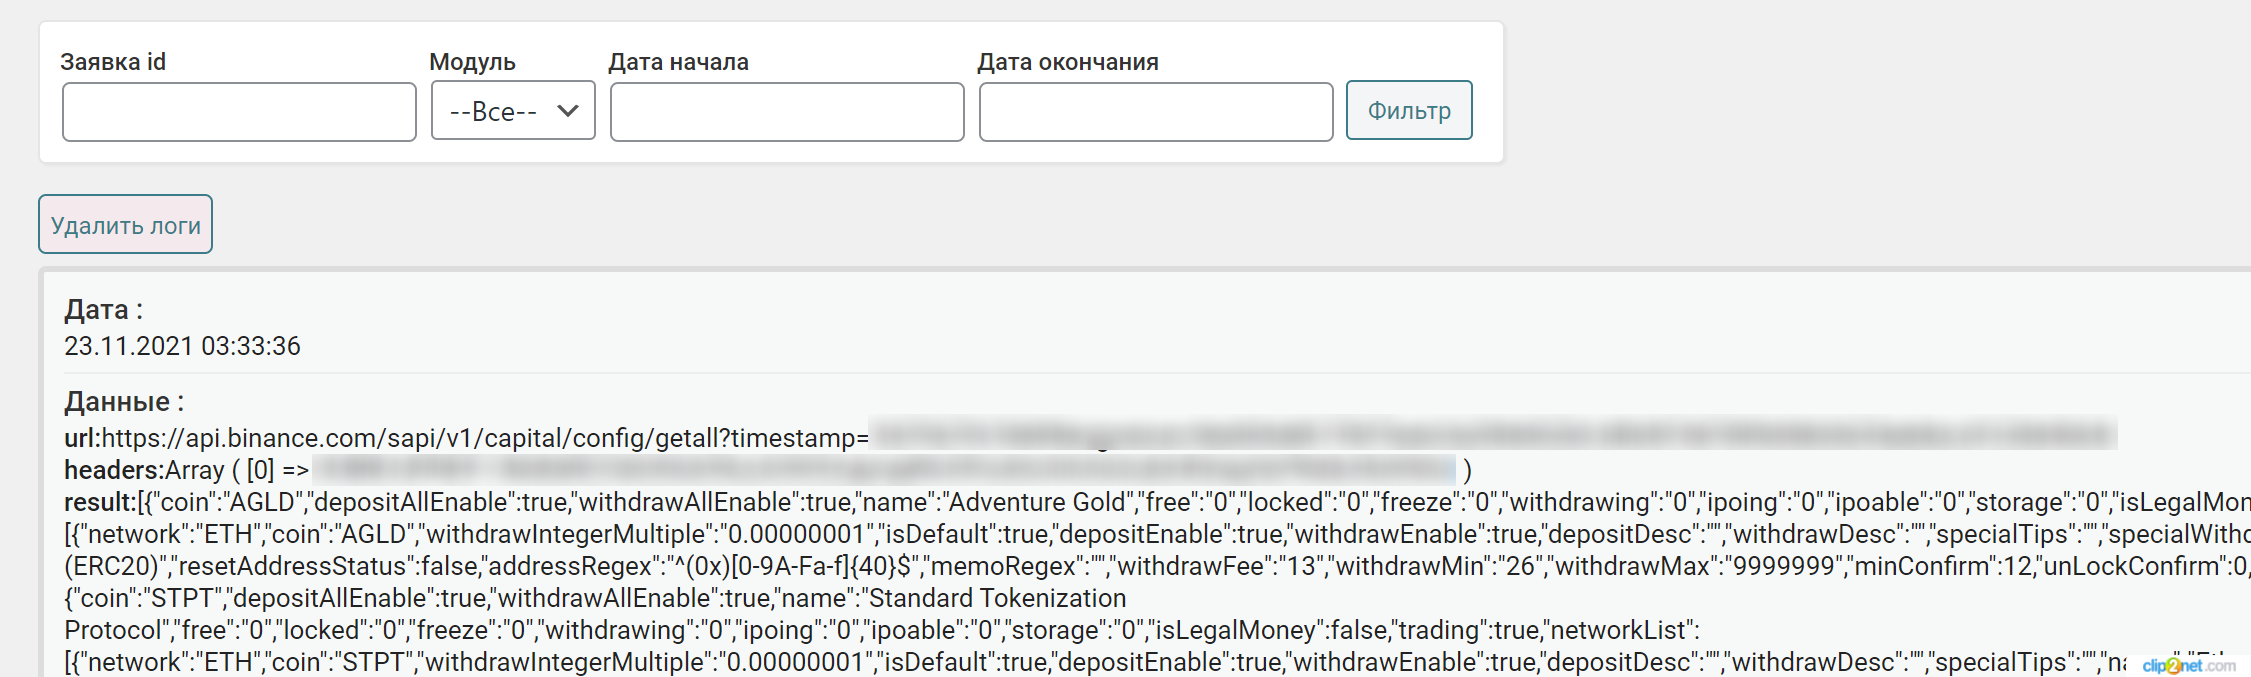 Заявка id Модуль Дата начала Дата окончания
--Все-- Фильтр
Удалить логи
Дата :
23.11.2021 03:33:36
Данные :
url:https://api.binance.com/sapi/v1/capital/config/getall?timestamp=
headers:Array ( [0] => )
result:[{"coin":"AGLD","depositAllEnable":true,"withdrawAllEnable":true,"name":"Adventure Gold","free":"0","locked":"0","freeze":"0","withdrawing":"0","ipoing":"0","ipoable":"0","storage":"0","isLegalMon
[{"network":"ETH","coin":"AGLD","withdrawIntegerMultiple":"0.00000001","isDefault":true,"depositEnable":true,"withdrawEnable":true,"depositDesc":"","withdrawDesc":"","specialTips":"","specialWithd
(ERC20)","resetAddressStatus":false,"addressRegex":"^(0x)[0-9A-Fa-f]{40}$","memoRegex":"","withdrawFee":"13","withdrawMin":"26","withdrawMax":"9999999","minConfirm":12,"unLockConfirm":0,
{"coin":"STPT","depositAllEnable":true,"withdrawAllEnable":true,"name":"Standard Tokenization
Protocol","free":"0","locked":"0","freeze":"0","withdrawing":"0","ipoing":"0","ipoable":"0","storage":"0","isLegalMoney":false,"trading":true,"networkList":
[{"network":"ETH","coin":"STPT","withdrawIntegerMultiple":"0.00000001","isDefault":true,"depositEnable":true,"withdrawEnable":true,"depositDesc":"","withdrawDesc":"","specialTips":"","na
clip2net.com